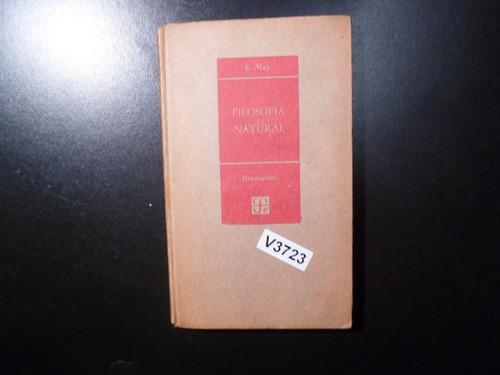 E. May
FILOSOFIA
NATURAL
Breviarios
V3723